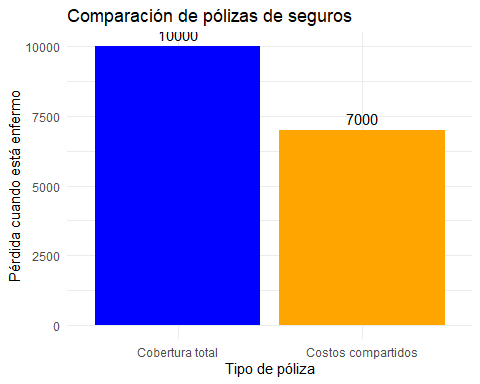 Comparación de pólizas de seguros
Pérdida cuando está enfermo
10000
7500
5000
2500
0
10000
7000
Cobertura total
Costos compartidos
Tipo de póliza